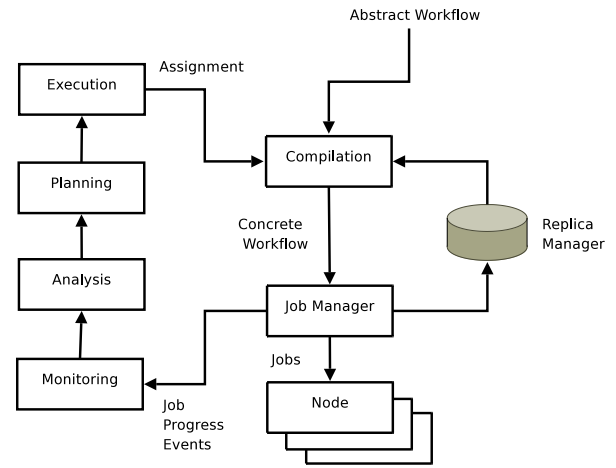 Abstract Workflow
Execution
Assignment
Compilation
Planning
Concrete
Workflow
Replica
Manager
Analysis
Job Manager
Jobs
Monitoring
Node
Job
Progress
Events